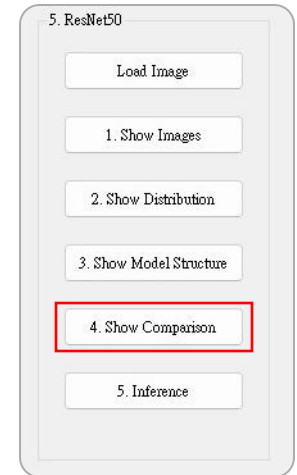 5. ResNet50
Load Image
1. Show Images
2. Show Distribution
3. Show Model Structure
4. Show Comparison
5. Inference